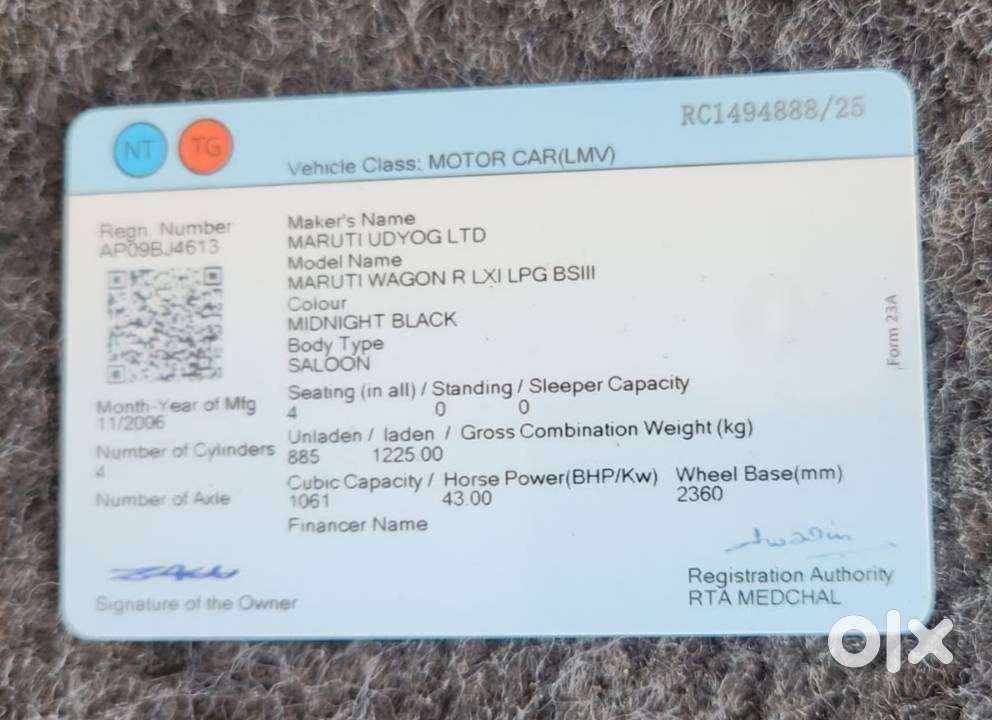 NT TG
RC1494888/25
Vehicle Class: MOTOR CAR(LMV)
Regn. Number
AP09BJ4613
Maker's Name
MARUTI UDYOG LTD
Model Name
MARUTI WAGON R LXI LPG BSIII
Colour
MIDNIGHT BLACK
Body Type
SALOON
Form 23A
Month-Year of Mfg
11/2006
Seating (in all) / Standing / Sleeper Capacity
4 0 0
Number of Cylinders
4
Unladen / laden / Gross Combination Weight (kg)
885 1225 00
Number of Axle
Cubic Capacity / Horse Power(BHP/Kw) Wheel Base(mm)
1061 43.00 2360
Financer Name
Signature of the Owner
Registration Authority
RTA MEDCHAL
olx